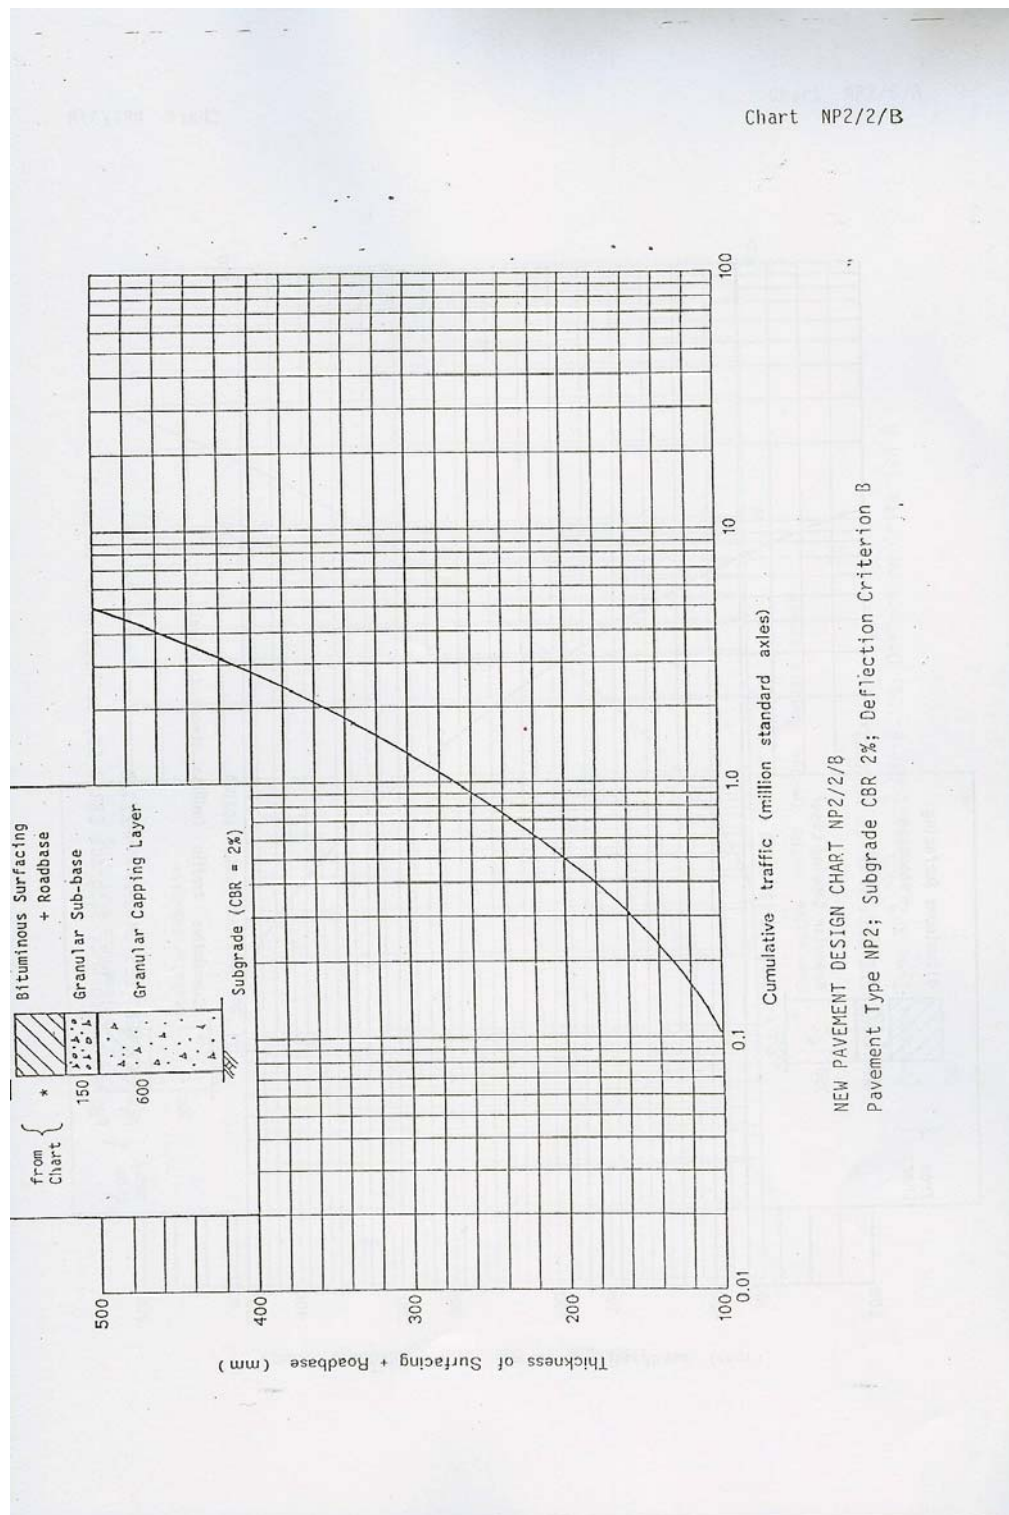 Chart NP2/2/B
from
Chart
*
150
600
Bituminous Surfacing
+ Roadbase
Granular Sub-base
Granular Capping Layer
Subgrade (CBR = 2%)
Thickness of Surfacing + Roadbase (mm)
500
400
300
200
100
0.01
0.1
1.0
10
100
Cumulative traffic (million standard axles)
NEW PAVEMENT DESIGN CHART NP2/2/B
Pavement Type NP2; Subgrade CBR 2%; Deflection Criterion B